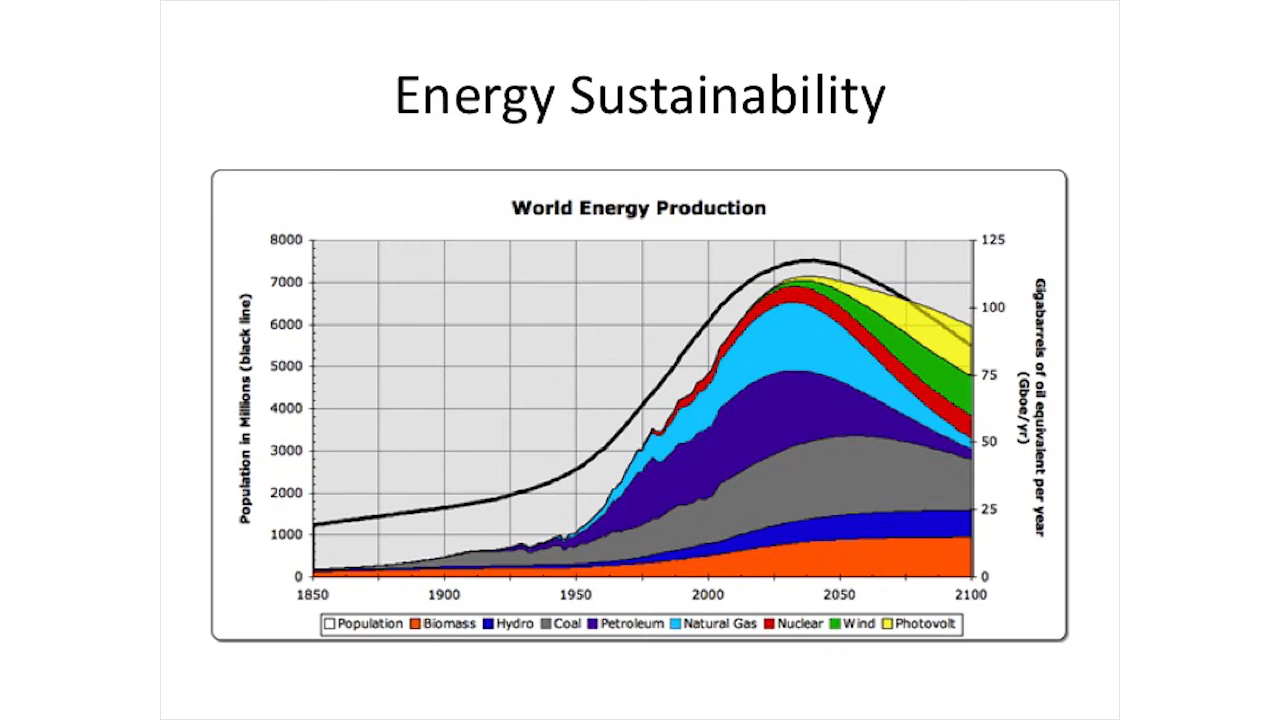 Energy Sustainability
World Energy Production
8000
7000
6000
5000
4000
3000
2000
1000
0
Population in Millions (black line)
125
100
75
50
25
0
Gigabarrels of oil equivalent per year
(Gboe/yr)
1850 1900 1950 2000 2050 2100
Population Biomass Hydro Coal Petroleum Natural Gas Nuclear Wind Photovolt